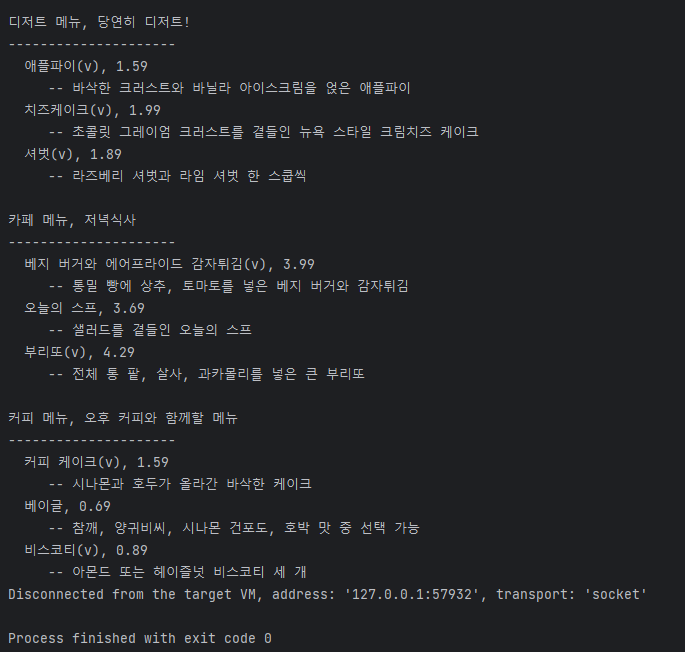 디저트 메뉴, 당연히 디저트!
---------------------
애플파이(v), 1.59
-- 바삭한 크러스트와 바닐라 아이스크림을 얹은 애플파이
치즈케이크(v), 1.99
-- 초콜릿 그레이엄 크러스트를 곁들인 뉴욕 스타일 크림치즈 케이크
셔벗(v), 1.89
-- 라즈베리 셔벗과 라임 셔벗 한 스쿱씩
카페 메뉴, 저녁식사
---------------------
베지 버거와 에어프라이드 감자튀김(v), 3.99
-- 통밀 빵에 상추, 토마토를 넣은 베지 버거와 감자튀김
오늘의 스프, 3.69
-- 샐러드를 곁들인 오늘의 스프
부리또(v), 4.29
-- 전체 통 팥, 살사, 과카몰리를 넣은 큰 부리또
커피 메뉴, 오후 커피와 함께할 메뉴
---------------------
커피 케이크(v), 1.59
-- 시나몬과 호두가 올라간 바삭한 케이크
베이글, 0.69
-- 참깨, 양귀비씨, 시나몬 건포도, 호박 맛 중 선택 가능
비스코티(v), 0.89
-- 아몬드 또는 헤이즐넛 비스코티 세 개
Disconnected from the target VM, address: '127.0.0.1:57932', transport: 'socket'
Process finished with exit code 0